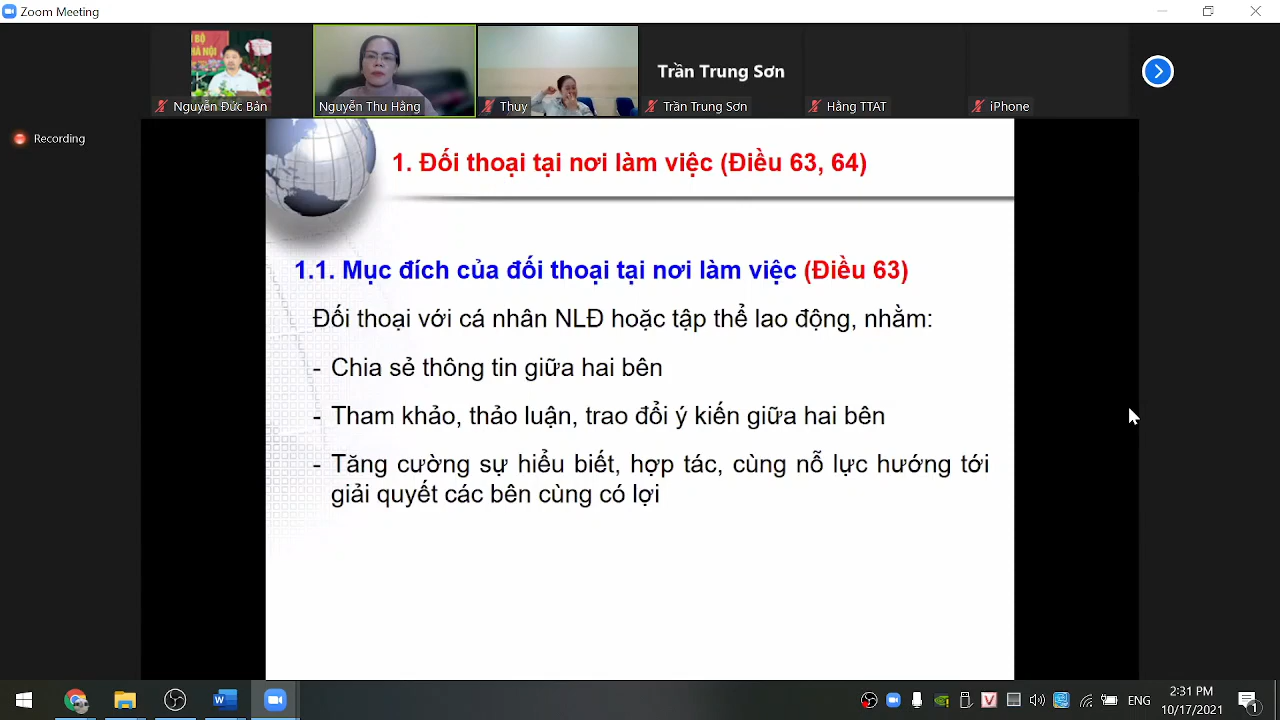 Zoom Meeting
BỘ
HÀ NỘI
Trần Trung Sơn
Nguyễn Đức Bản
Nguyễn Thu Hằng
Thuy
Trần Trung Sơn
Hằng TTAT
iPhone
Recording
1. Đối thoại tại nơi làm việc (Điều 63, 64)
1.1. Mục đích của đối thoại tại nơi làm việc (Điều 63)
Đối thoại với cá nhân NLĐ hoặc tập thể lao động, nhằm:
- Chia sẻ thông tin giữa hai bên
- Tham khảo, thảo luận, trao đổi ý kiến giữa hai bên
- Tăng cường sự hiểu biết, hợp tác, cùng nỗ lực hướng tới
giải quyết các bên cùng có lợi
ENG
2:31 PM
10/17/2021